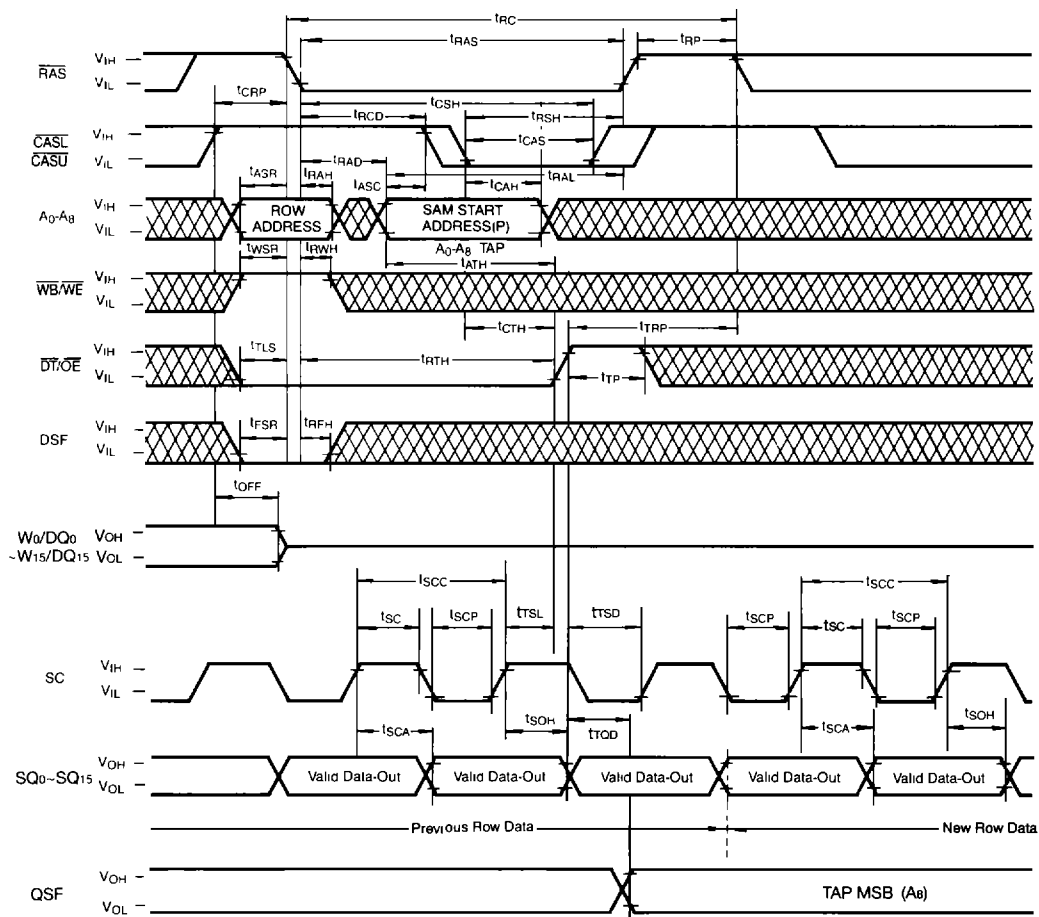 tRC
tRAS
tRP
RAS
VIH
VIL
tCRP
tCSH
tRCD
tRSH
CASL
CASU
VIH
VIL
tCAS
tRAD
tRAL
tASR
tRAH
tASC
tCAH
A0-A8
VIH
VIL
ROW
ADDRESS
SAM START
ADDRESS(P)
A0-A8 TAP
tWSR
tRWH
tATH
WB/WE
VIH
VIL
tCTH
tTRP
DT/OE
VIH
VIL
tTLS
tRTH
tTP
DSF
VIH
VIL
tFSR
tRFH
tOFF
W0/DQ0
~W15/DQ15
VOH
VOL
tSCC
tSCC
tSC
tSCP
tTSL
tTSD
tSCP
tSC
tSCP
SC
VIH
VIL
tSCA
tSOH
tTQD
tSCA
tSOH
SQ0~SQ15
VOH
VOL
Valid Data-Out
Valid Data-Out
Valid Data-Out
Valid Data-Out
Valid Data-Out
Previous Row Data
New Row Data
QSF
VOH
VOL
TAP MSB (A8)